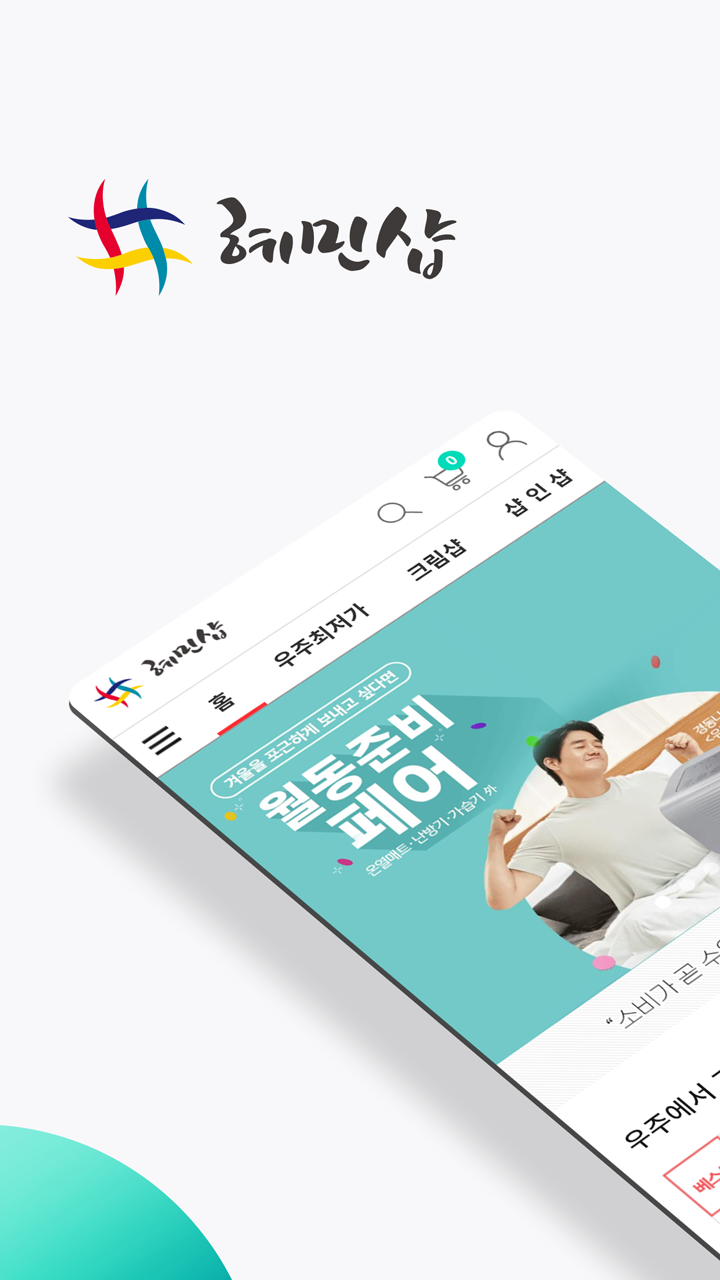 혜민샵
0
혜민샵
홈 우주최저가 크림샵 샵 인 샵
겨울을 포근하게 보내고 싶다면
월동준비
페어
온열매트·난방기·가습기 外
경동나
“소비가 곧 수
우주에서
베스